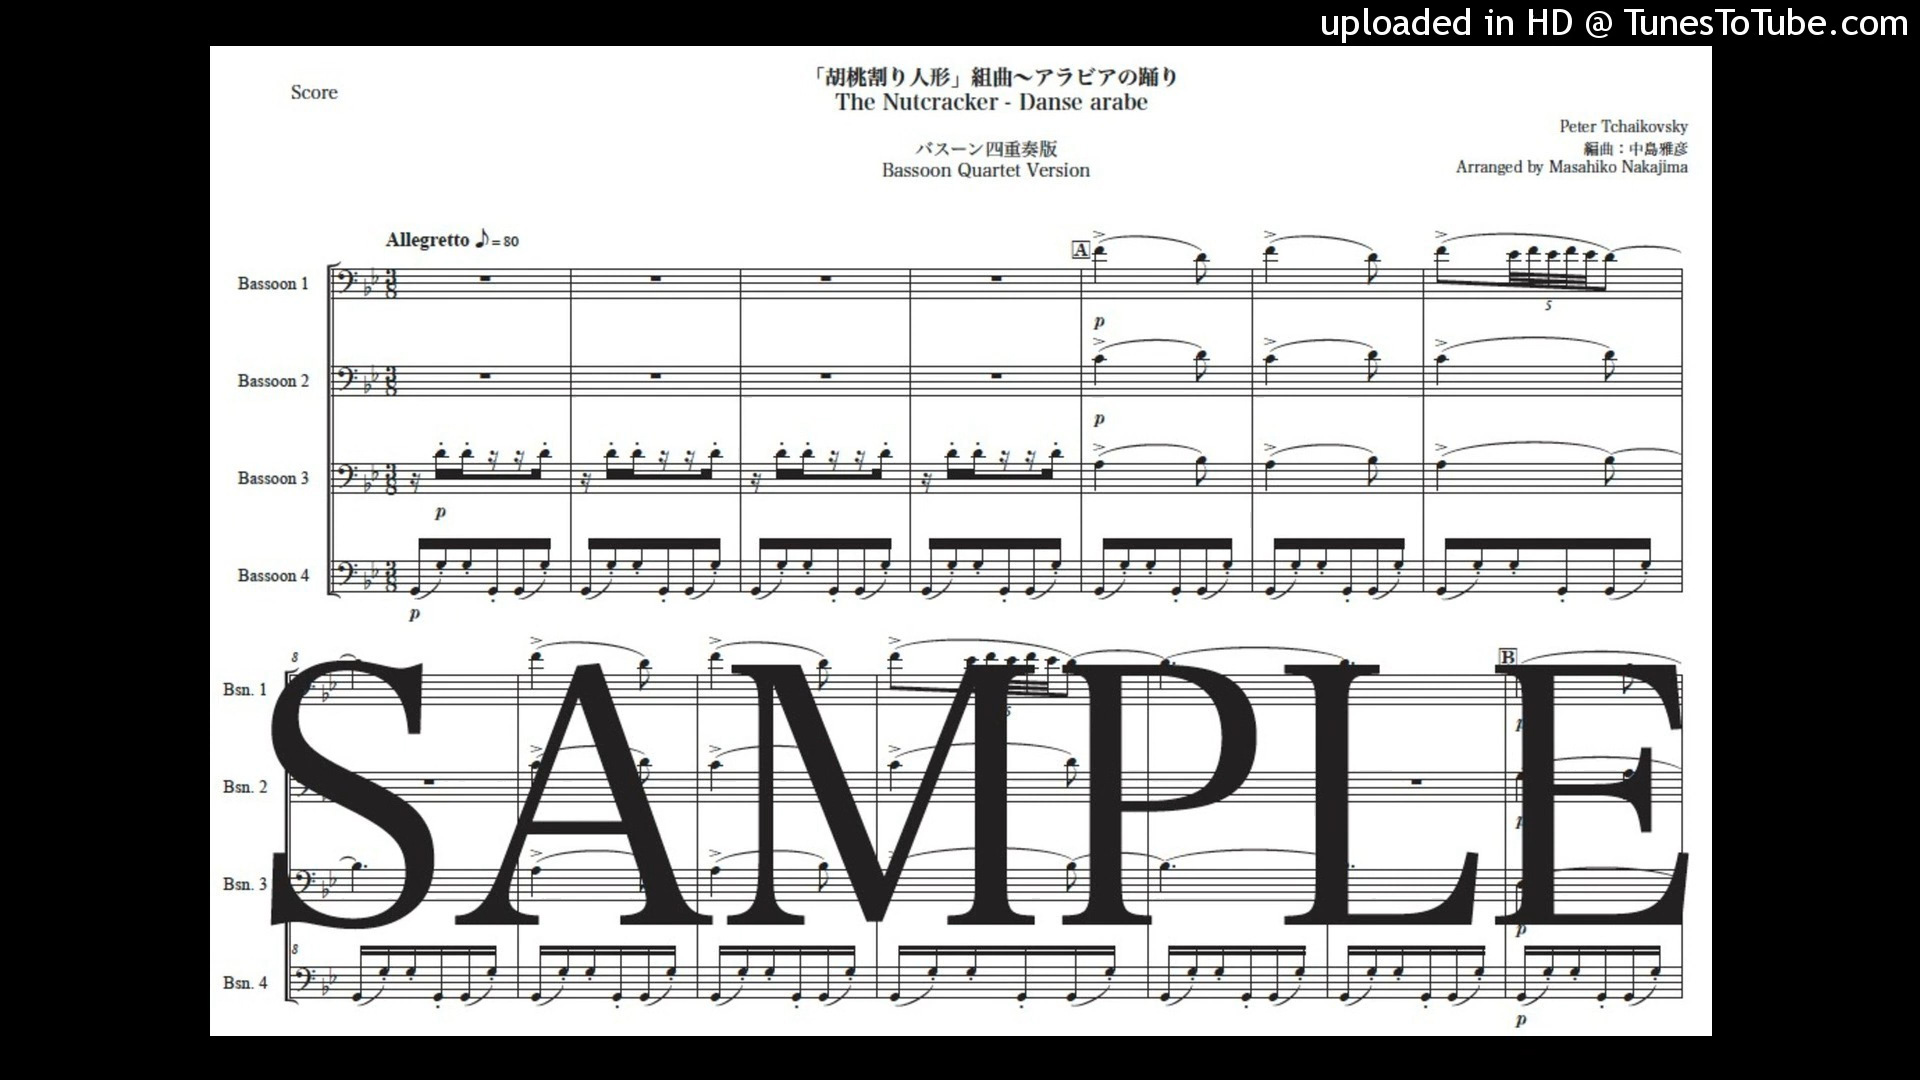 uploaded in HD @ TunesToTube.com
「胡桃割り人形」組曲〜アラビアの踊り
Score
The Nutcracker - Danse arabe
Peter Tchaikovsky
バスーン四重奏版
編曲：中島雅彦
Bassoon Quartet Version
Arranged by Masahiko Nakajima
Allegretto ♪= 80
A
Bassoon 1
5
p
Bassoon 2
p
Bassoon 3
p
Bassoon 4
p
8
B
Bsn. 1
5
p
Bsn. 2
p
Bsn. 3
p
8
Bsn. 4
p
SAMPLE